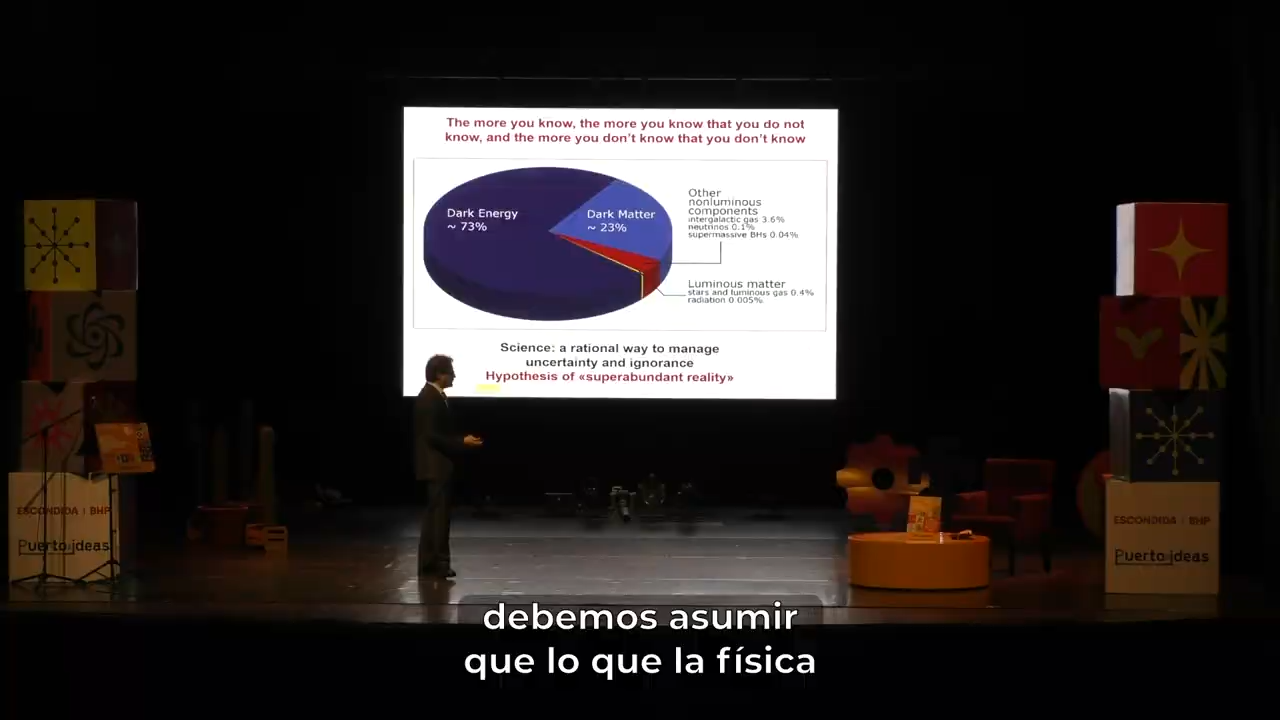 The more you know, the more you know that you do not
know, and the more you don't know that you don't know
Dark Energy
~ 73%
Dark Matter
~ 23%
Other
nonluminous
components
intergalactic gas 3.6%
neutrinos 0.1%
supermassive BHs 0.04%
Luminous matter
stars and luminous gas 0.4%
radiation 0.005%
Science: a rational way to manage
uncertainty and ignorance
Hypothesis of «superabundant reality»
ESCONDIDA | BHP
Puerto ideas
ESCONDIDA | BHP
Puerto ideas
debemos asumir
que lo que la física